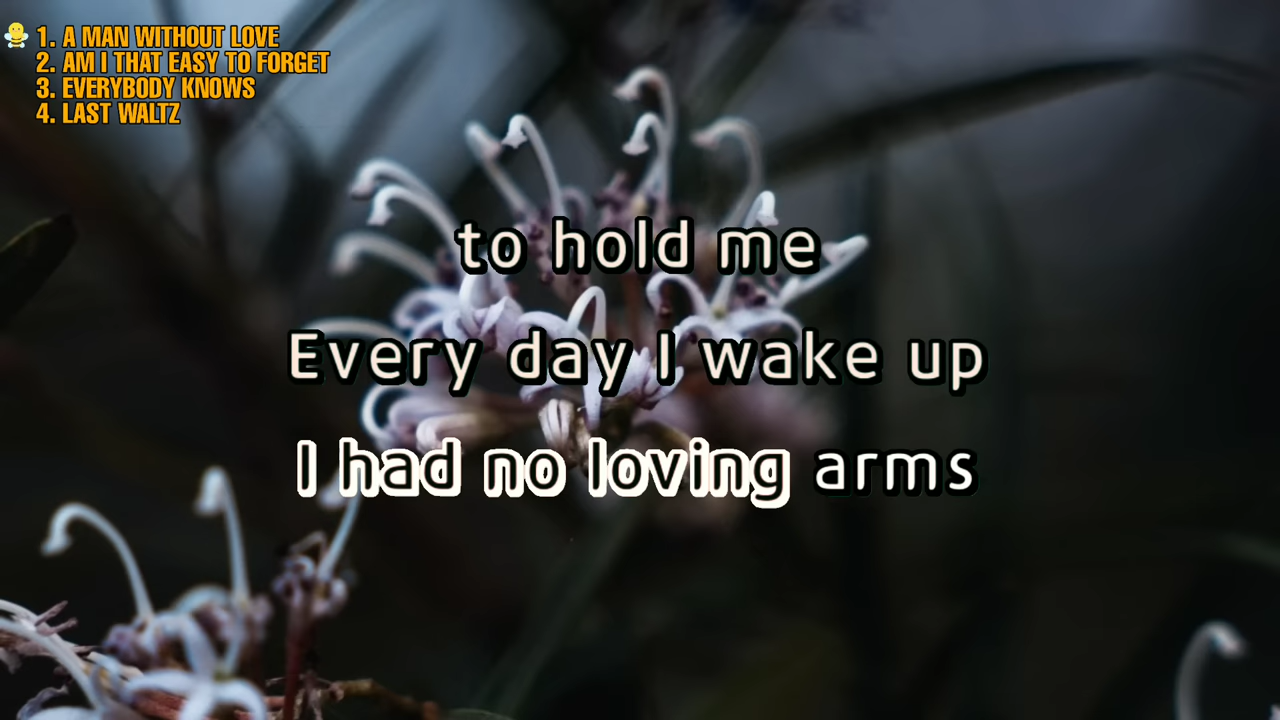 1. A MAN WITHOUT LOVE
2. AM I THAT EASY TO FORGET
3. EVERYBODY KNOWS
4. LAST WALTZ
to hold me
Every day I wake up
I had no loving arms